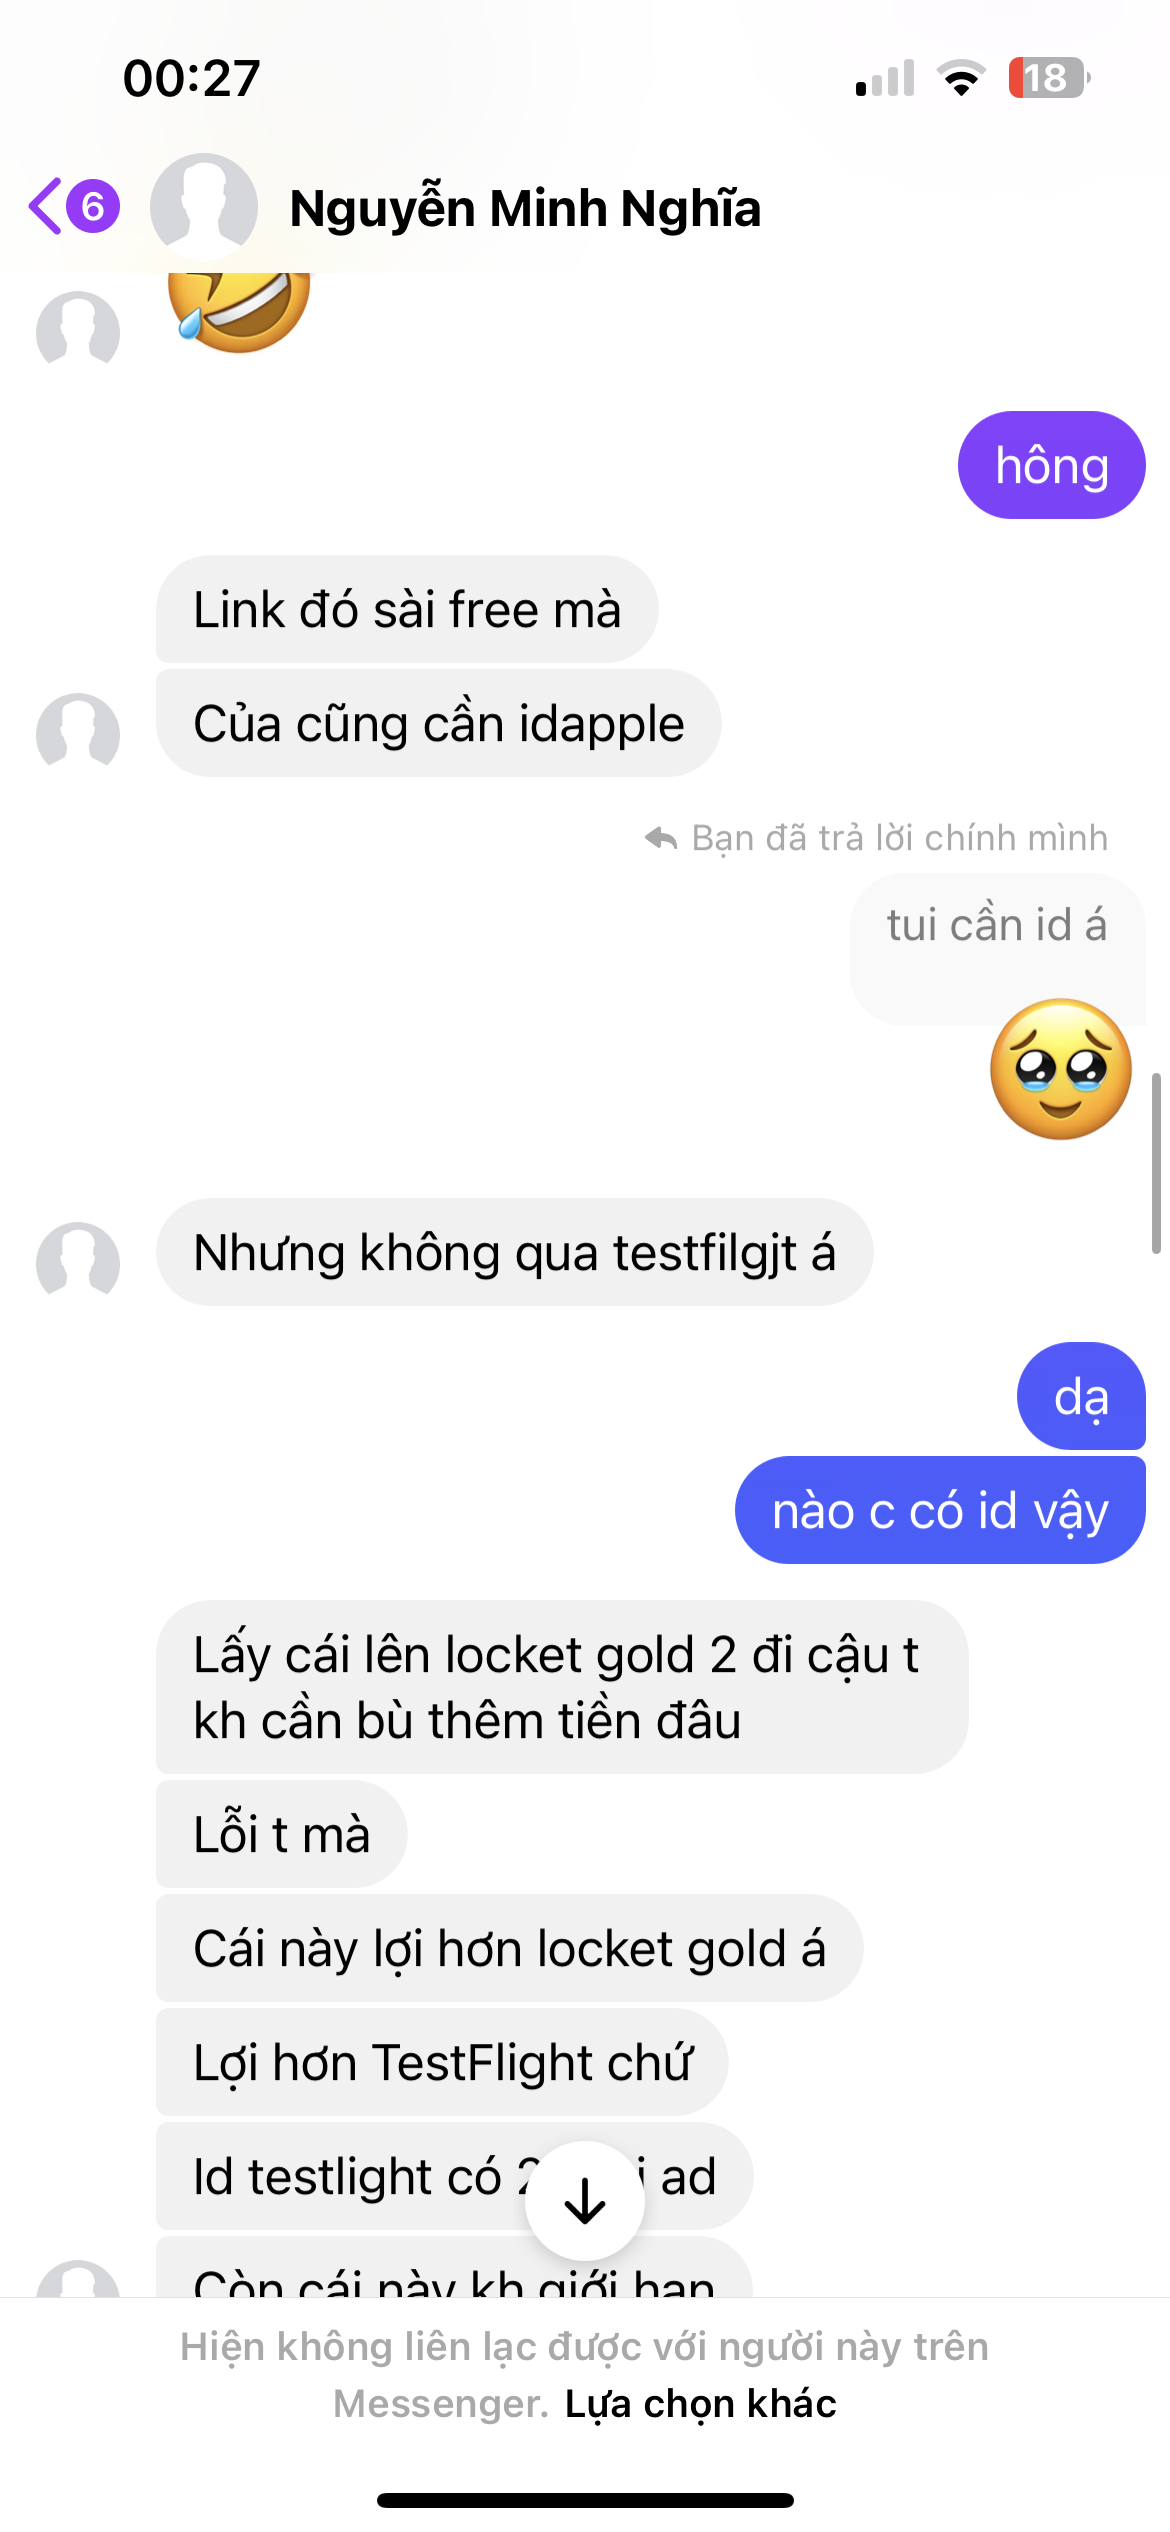 00:27
18
6
Nguyễn Minh Nghĩa
hông
Link đó sài free mà
Của cũng cần idapple
Bạn đã trả lời chính mình
tui cần id á
Nhưng không qua testfilgjt á
dạ
nào c có id vậy
Lấy cái lên locket gold 2 đi cậu t
kh cần bù thêm tiền đâu
Lỗi t mà
Cái này lợi hơn locket gold á
Lợi hơn TestFlight chứ
Id testlight có ad
Còn cái này kh giới hạn
Hiện không liên lạc được với người này trên
Messenger. Lựa chọn khác